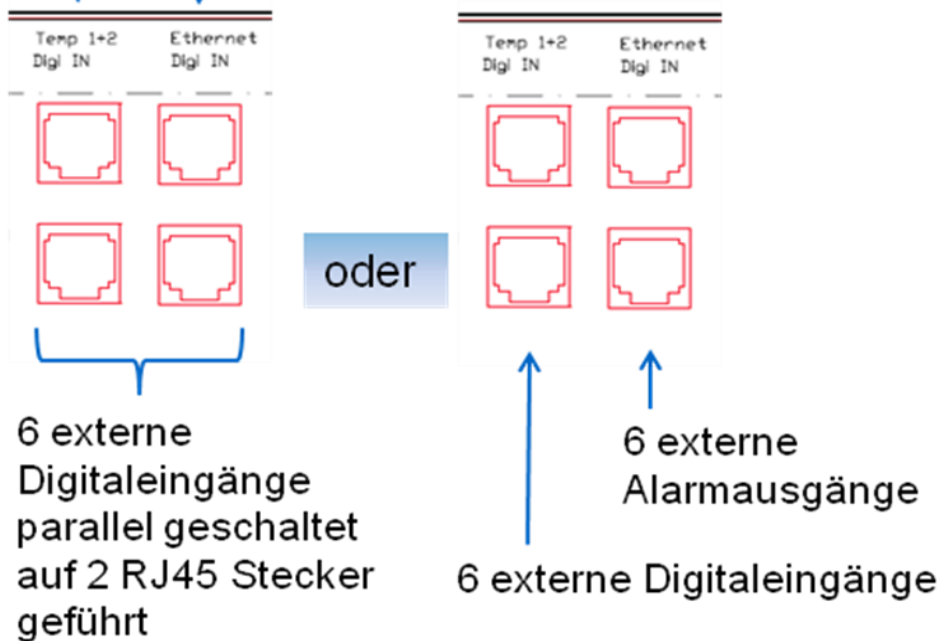 Temp 1+2 Ethernet
Digi IN Digi IN
Temp 1+2 Ethernet
Digi IN Digi IN
oder
6 externe
Digitaleingänge
parallel geschaltet
auf 2 RJ45 Stecker
geführt
6 externe
Alarmausgänge
6 externe Digitaleingänge